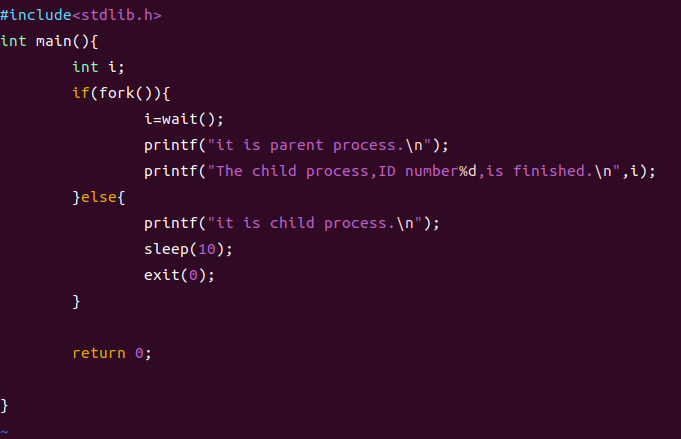 #include<stdlib.h>
int main(){
        int i;
        if(fork()){
                i=wait();
                printf("it is parent process.\n");
                printf("The child process,ID number%d,is finished.\n",i);
        }else{
                printf("it is child process.\n");
                sleep(10);
                exit(0);
        }
        return 0;
}
~